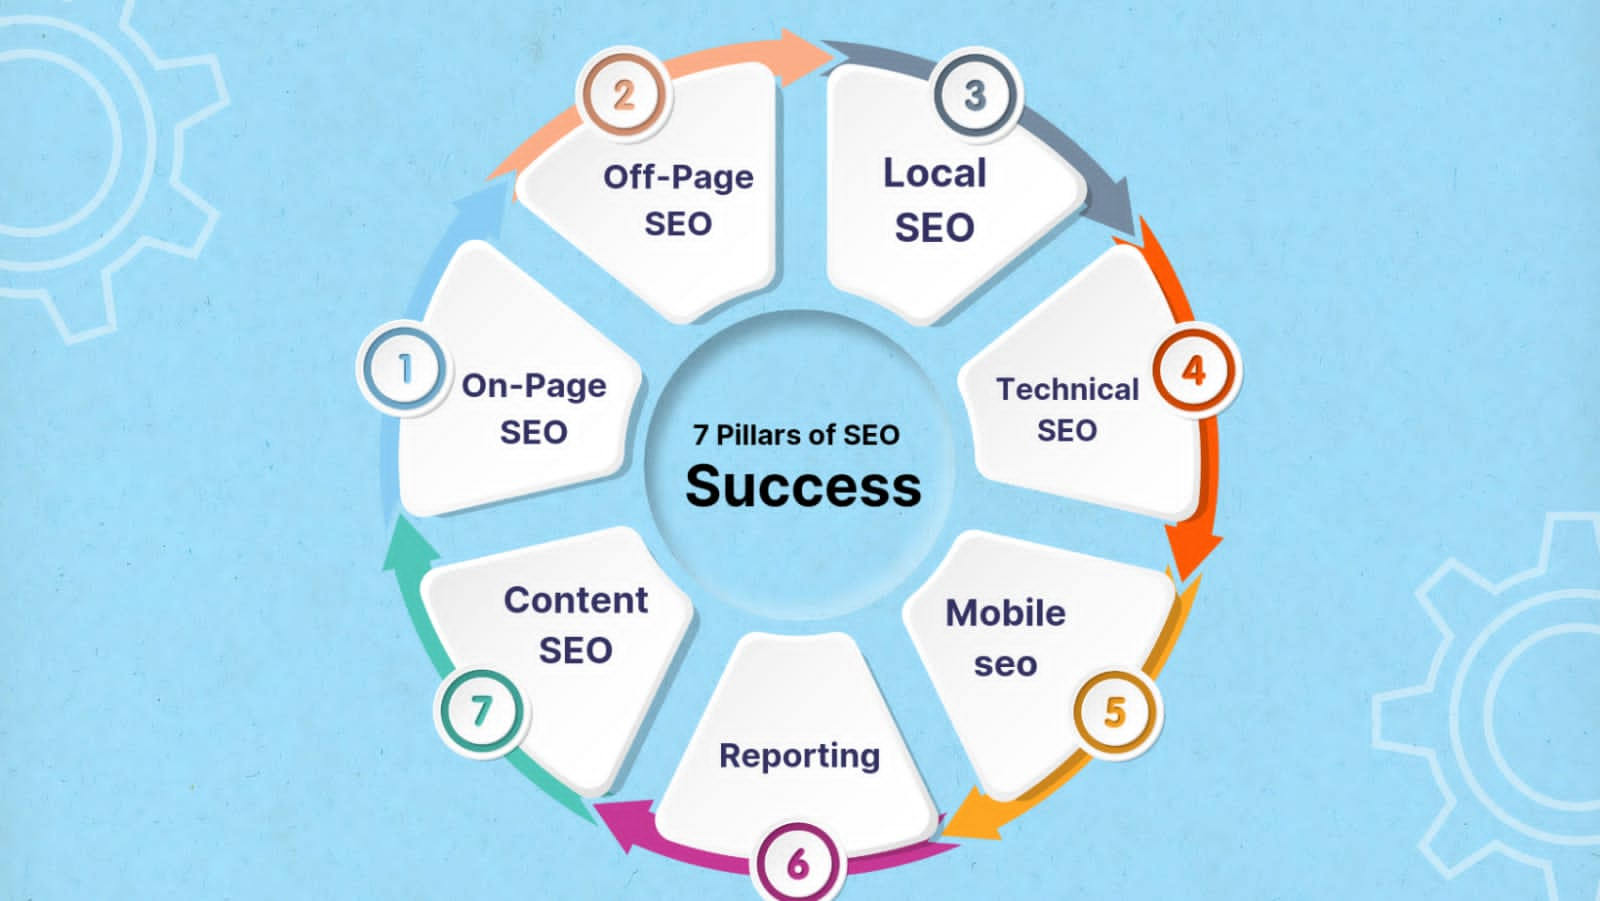 7 Pillars of SEO
Success
1
On-Page
SEO
2
Off-Page
SEO
3
Local
SEO
4
Technical
SEO
5
Mobile
seo
6
Reporting
7
Content
SEO